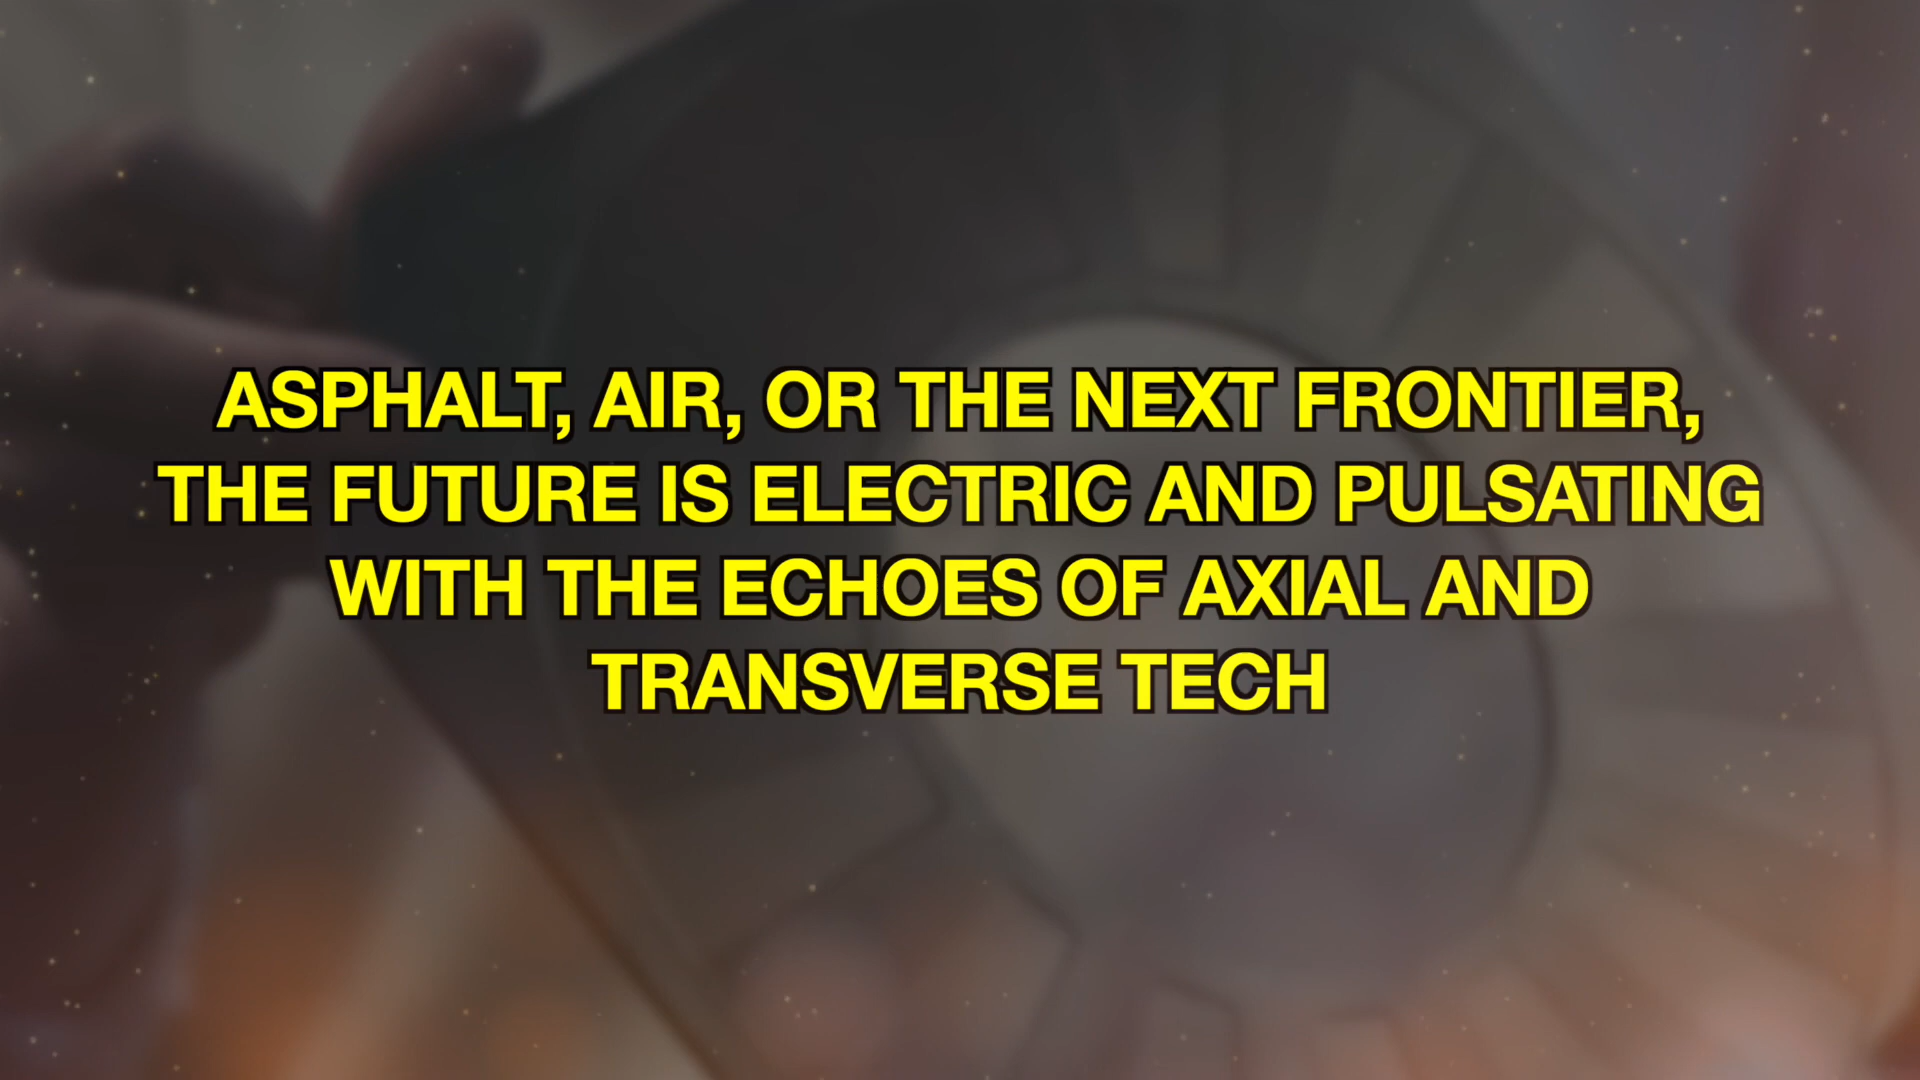 ASPHALT, AIR, OR THE NEXT FRONTIER,
THE FUTURE IS ELECTRIC AND PULSATING
WITH THE ECHOES OF AXIAL AND
TRANSVERSE TECH